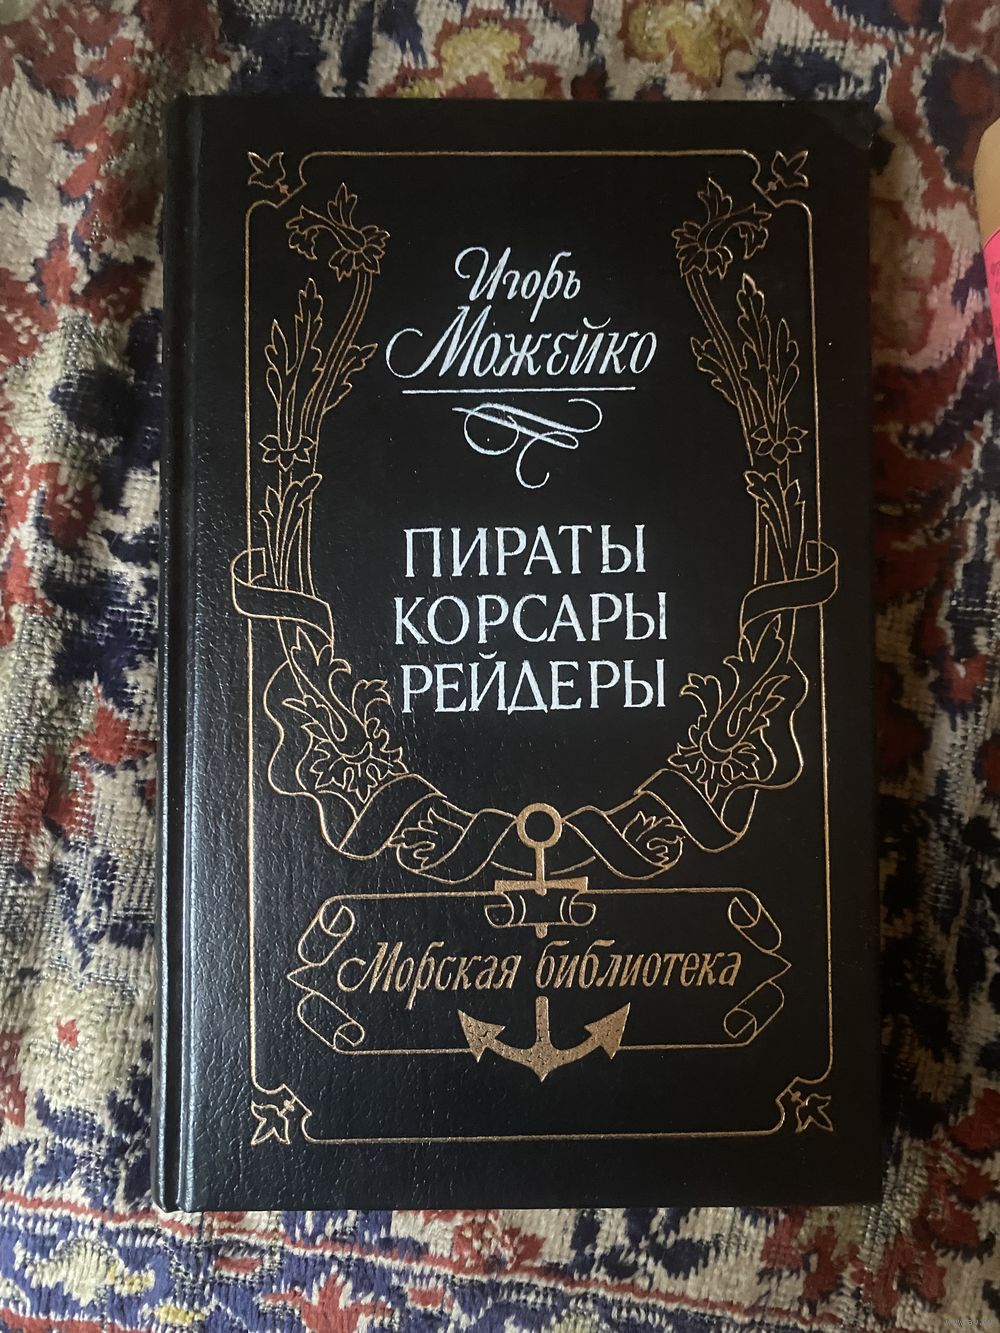 Игорь
Можейко
ПИРАТЫ
КОРСАРЫ
РЕЙДЕРЫ
Морская библиотека